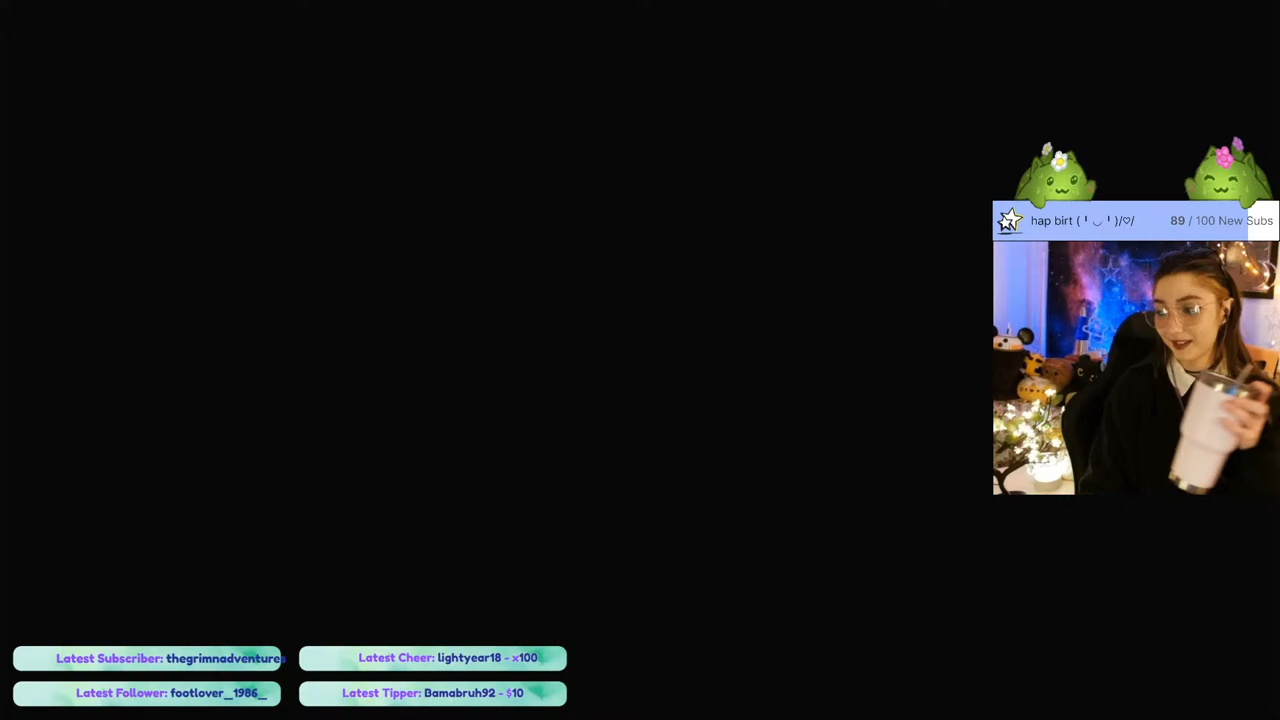 hap birt ( ╹ ◡ ╹ )/♡/ 89 / 100 New Subs
Latest Subscriber: thegrimnadventures
Latest Cheer: lightyear18 - x100
Latest Follower: footlover_1986_
Latest Tipper: Bamabruh92 - $10